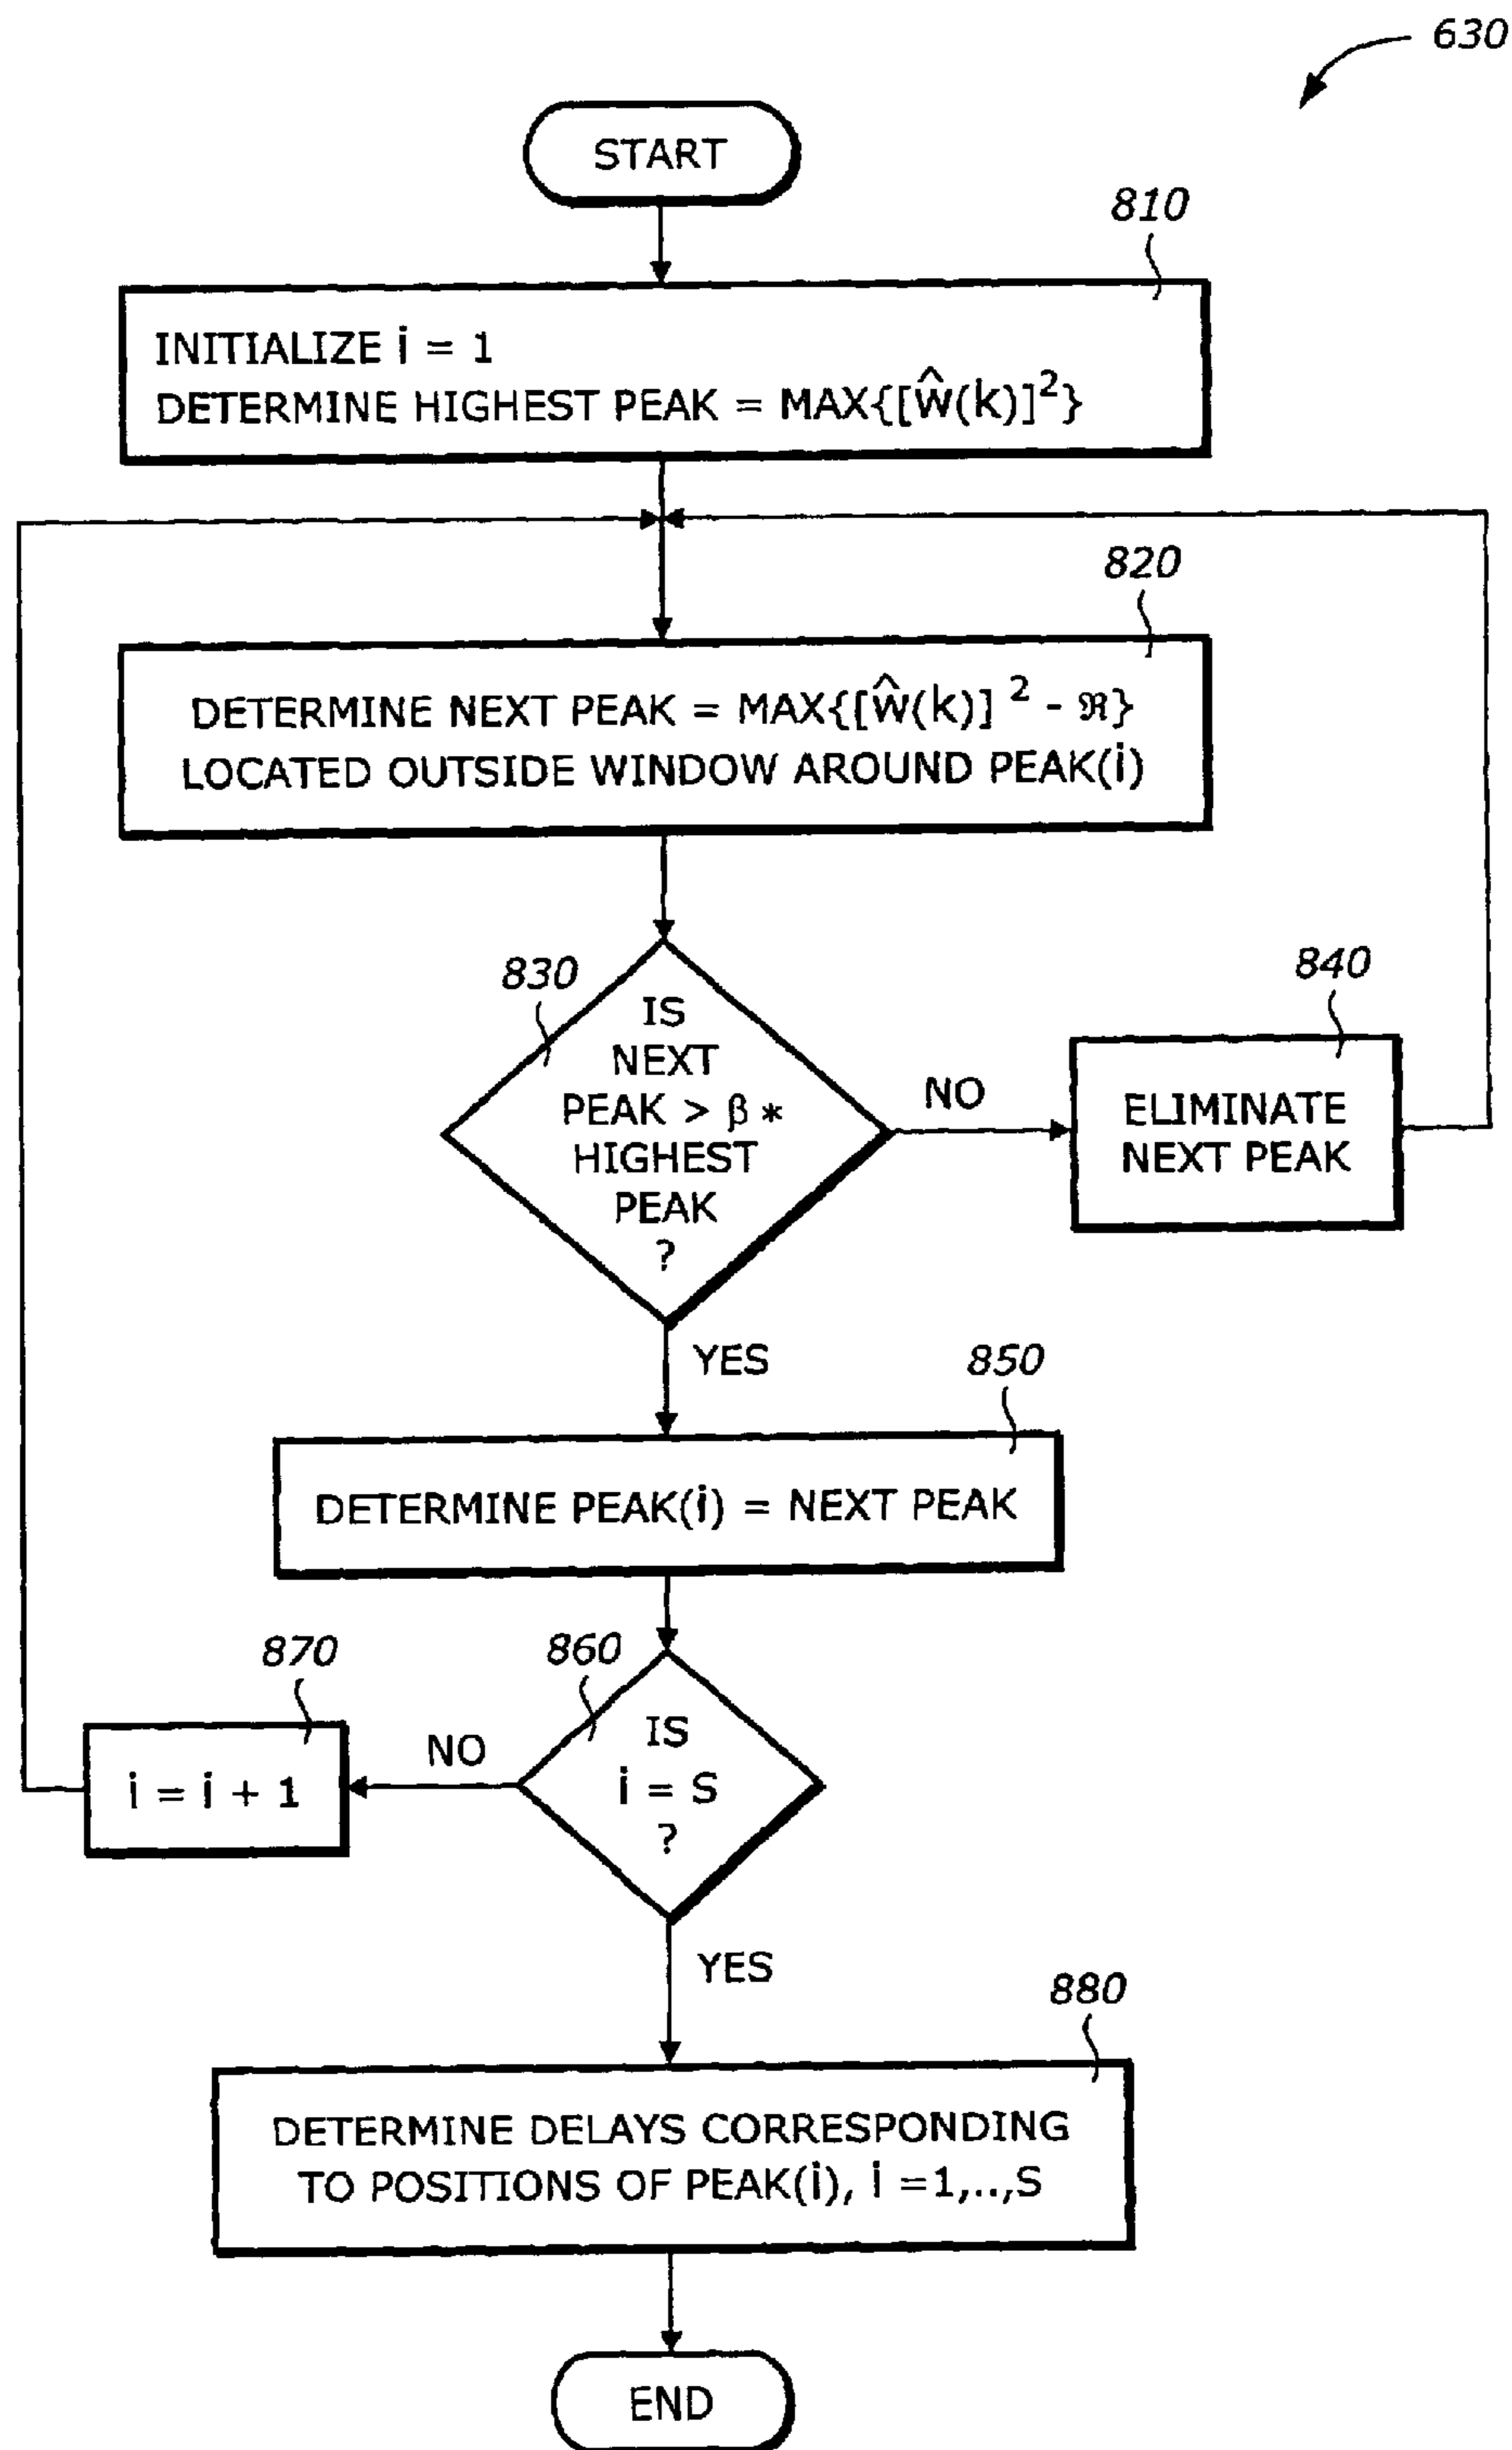 630
START
810
INITIALIZE i = 1
DETERMINE HIGHEST PEAK = MAX{[Ŵ(k)]²}
820
DETERMINE NEXT PEAK = MAX{[Ŵ(k)]² - ℜ}
LOCATED OUTSIDE WINDOW AROUND PEAK(i)
830
IS
NEXT
PEAK > β *
HIGHEST
PEAK
?
NO
840
ELIMINATE
NEXT PEAK
YES
850
DETERMINE PEAK(i) = NEXT PEAK
860
IS
i = S
?
NO
870
i = i + 1
YES
880
DETERMINE DELAYS CORRESPONDING
TO POSITIONS OF PEAK(i), i =1,..,S
END